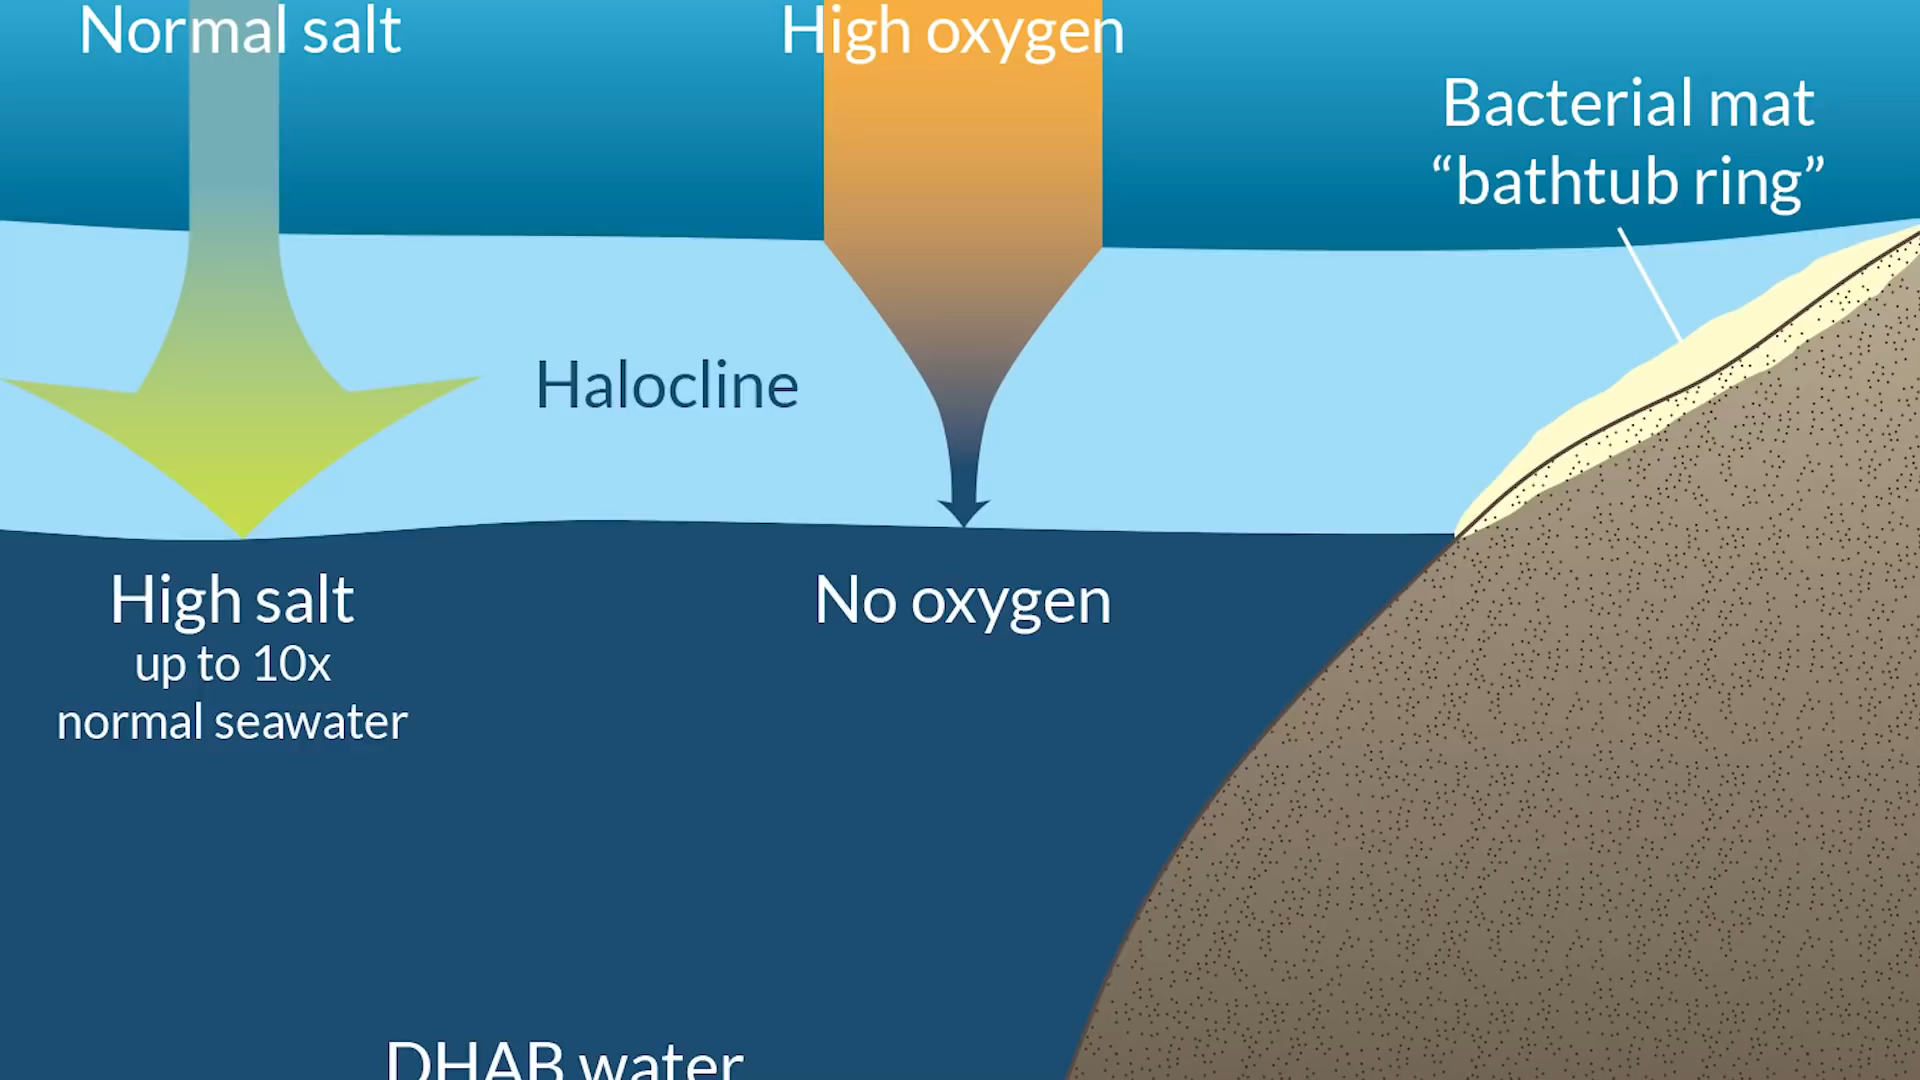 Normal salt
High oxygen
Bacterial mat
“bathtub ring”
Halocline
High salt
up to 10x
normal seawater
No oxygen
DHAB water